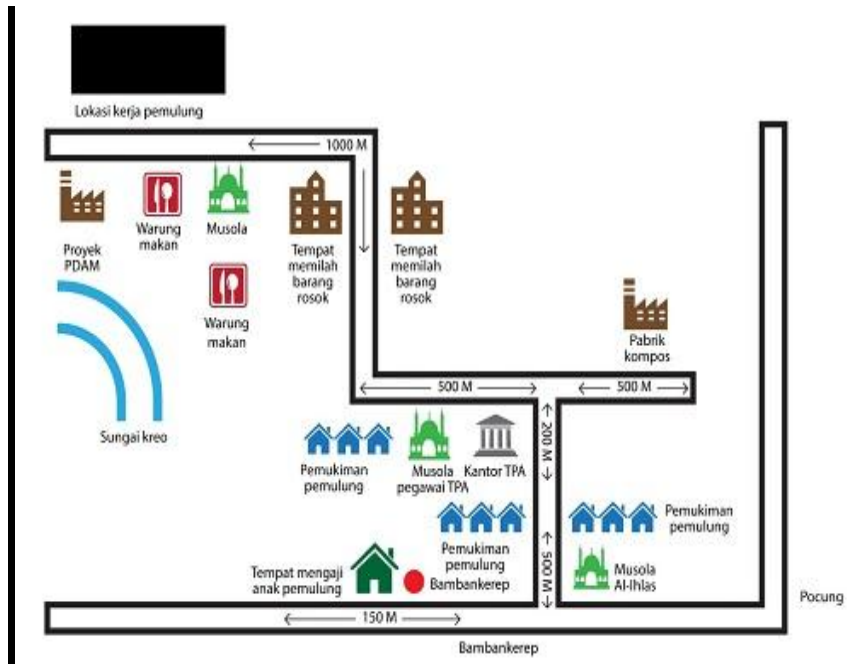 Lokasi kerja pemulung
1000 M
Proyek
PDAM
Warung
makan
Musola
Warung
makan
Tempat
memilah
barang
rosok
Tempat
memilah
barang
rosok
Pabrik
kompos
Sungai kreo
500 M
500 M
200 M
Pemukiman
pemulung
Musola
pegawai TPA
Kantor TPA
Pemukiman
pemulung
Pemukiman
pemulung
500 M
Tempat mengaji
anak pemulung
Bambankerep
Musola
Al-Ihlas
150 M
Pocung
Bambankerep